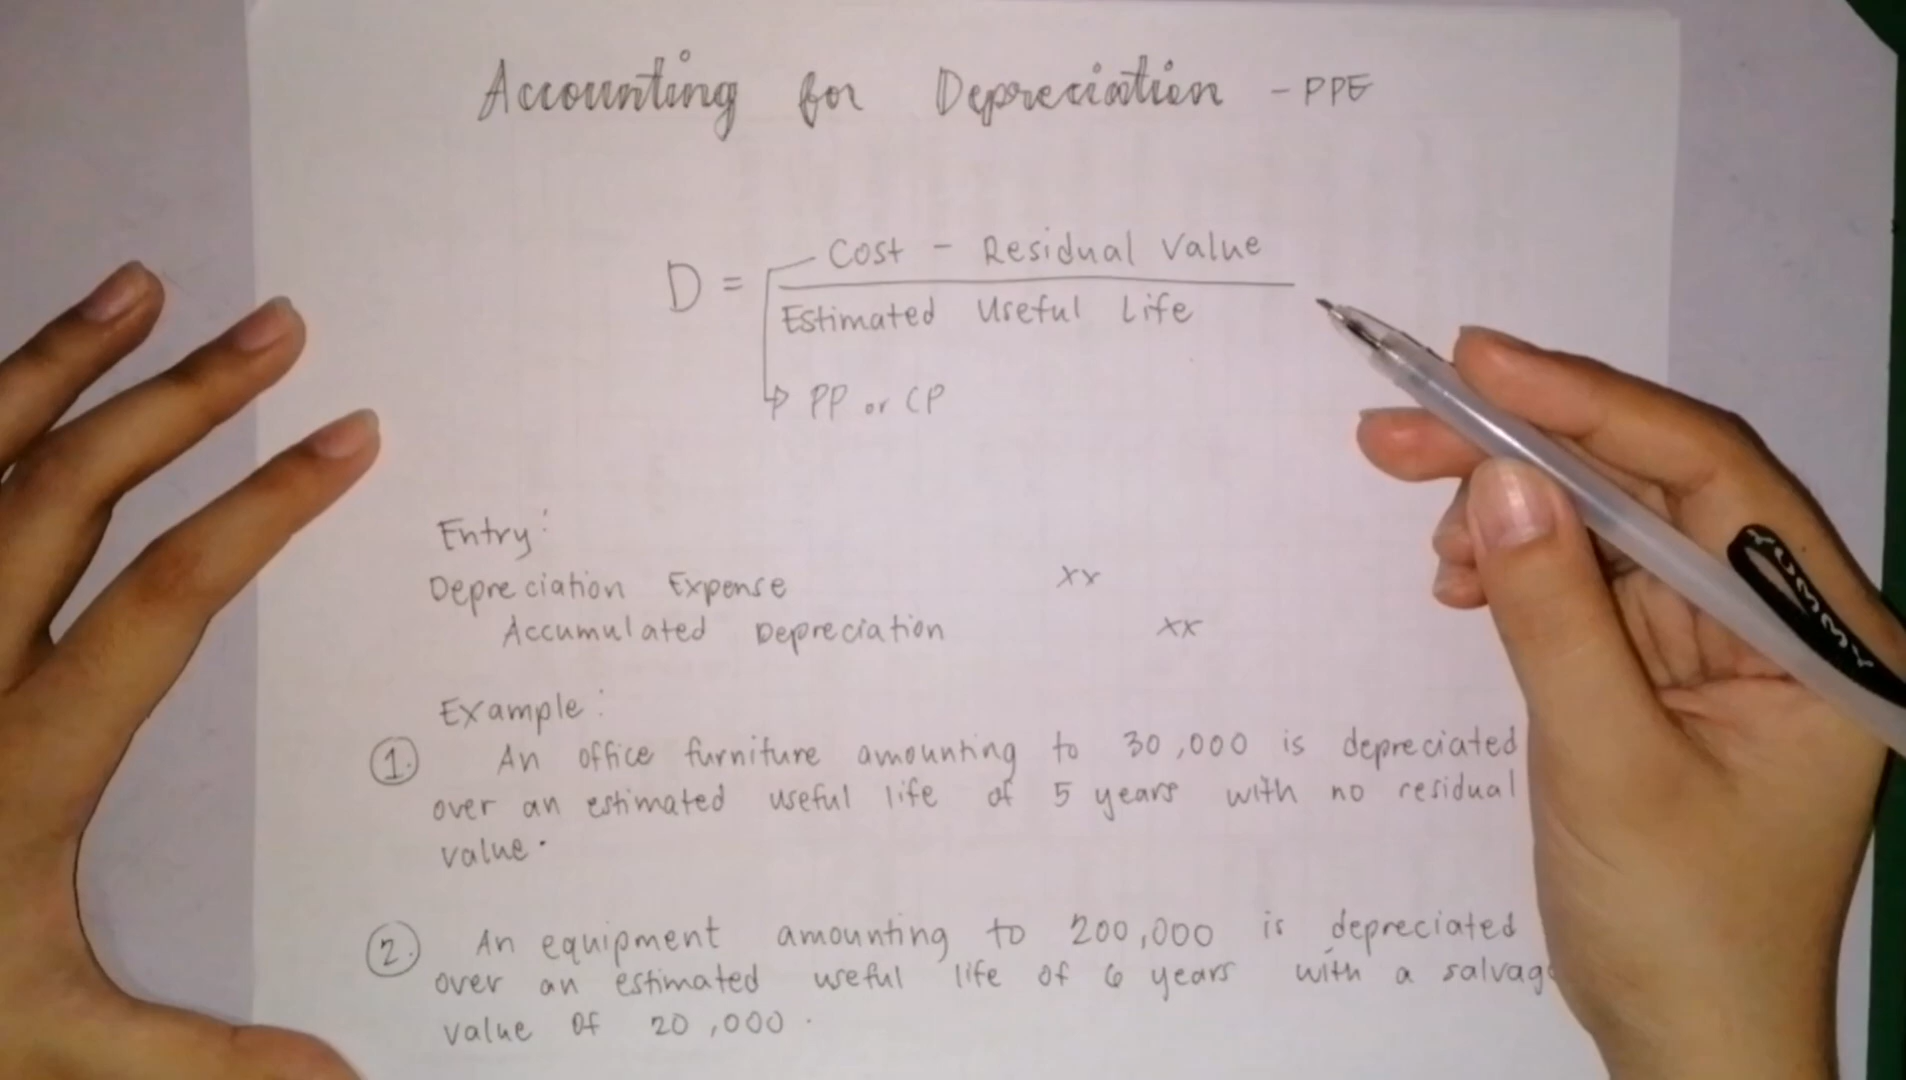 Accounting for Depreciation - PPE
D = Cost - Residual Value
Estimated Useful Life
PP or CP
Entry:
Depreciation Expense xx
Accumulated Depreciation xx
Example:
1. An office furniture amounting to 30,000 is depreciated
over an estimated useful life of 5 years with no residual
value.
2. An equipment amounting to 200,000 is depreciated
over an estimated useful life of 6 years with a salvag
value of 20,000.
YUMMY